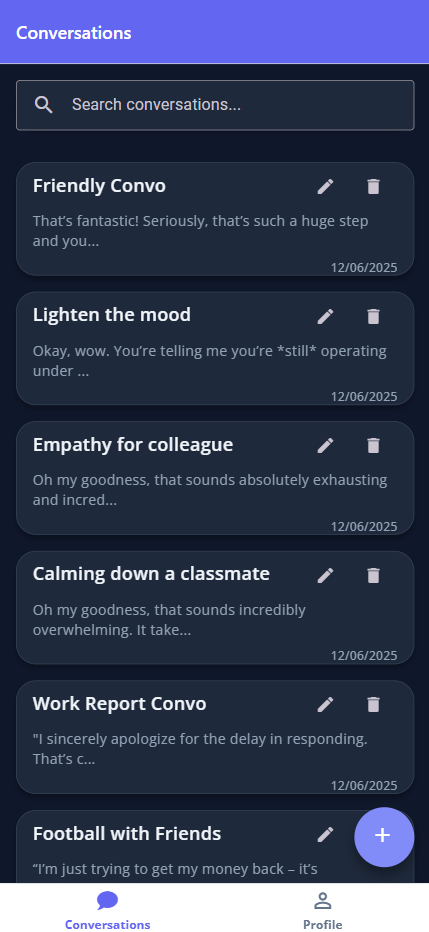 Conversations
Search conversations...
Friendly Convo
That’s fantastic! Seriously, that’s such a huge step
and you...
12/06/2025
Lighten the mood
Okay, wow. You’re telling me you’re *still* operating
under ...
12/06/2025
Empathy for colleague
Oh my goodness, that sounds absolutely exhausting
and incred...
12/06/2025
Calming down a classmate
Oh my goodness, that sounds incredibly
overwhelming. It take...
12/06/2025
Work Report Convo
"I sincerely apologize for the delay in responding.
That’s c...
12/06/2025
Football with Friends
“I’m just trying to get my money back – it’s
Conversations
Profile